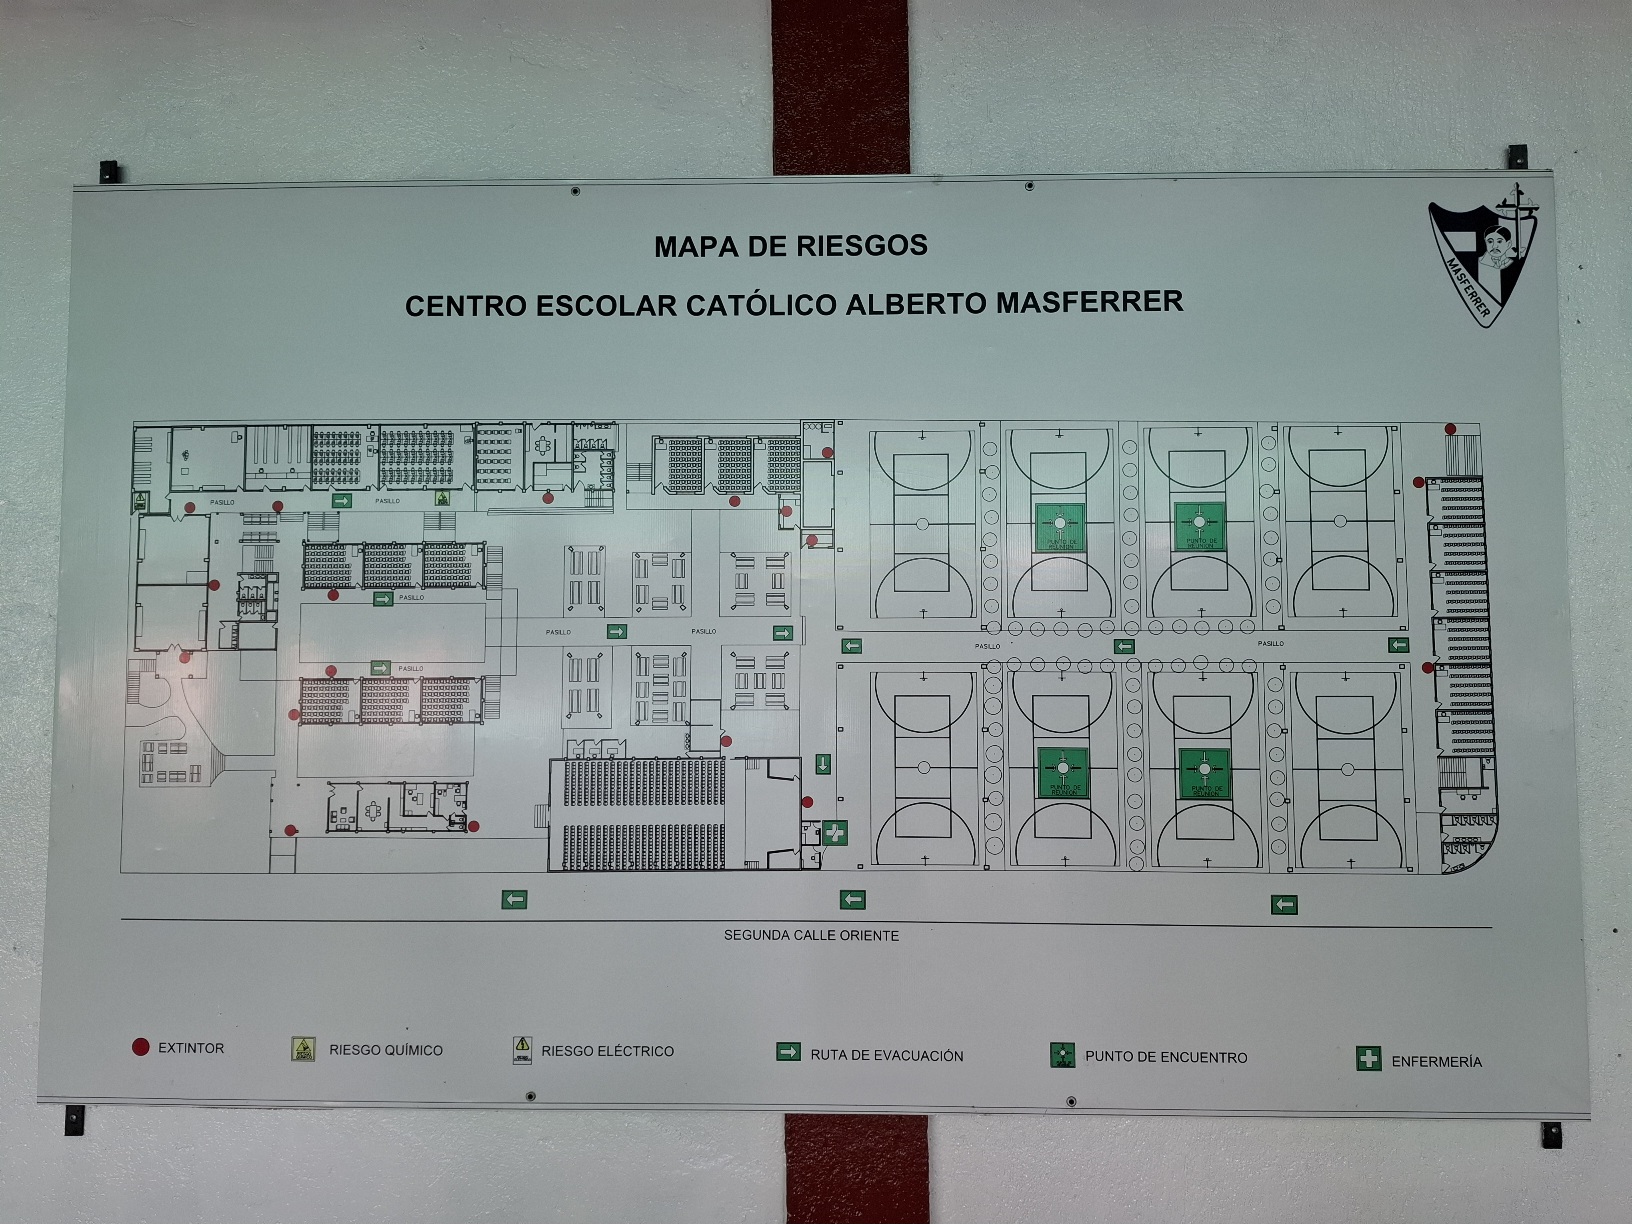 MAPA DE RIESGOS
CENTRO ESCOLAR CATÓLICO ALBERTO MASFERRER
MASFERRER
PASILLO
PASILLO
PUNTO DE
REUNION
PUNTO DE
REUNION
PASILLO
PASILLO
PASILLO
PASILLO
PASILLO
PASILLO
PUNTO DE
REUNION
PUNTO DE
REUNION
SEGUNDA CALLE ORIENTE
EXTINTOR
RIESGO QUÍMICO
RIESGO ELÉCTRICO
RUTA DE EVACUACIÓN
PUNTO DE ENCUENTRO
ENFERMERÍA